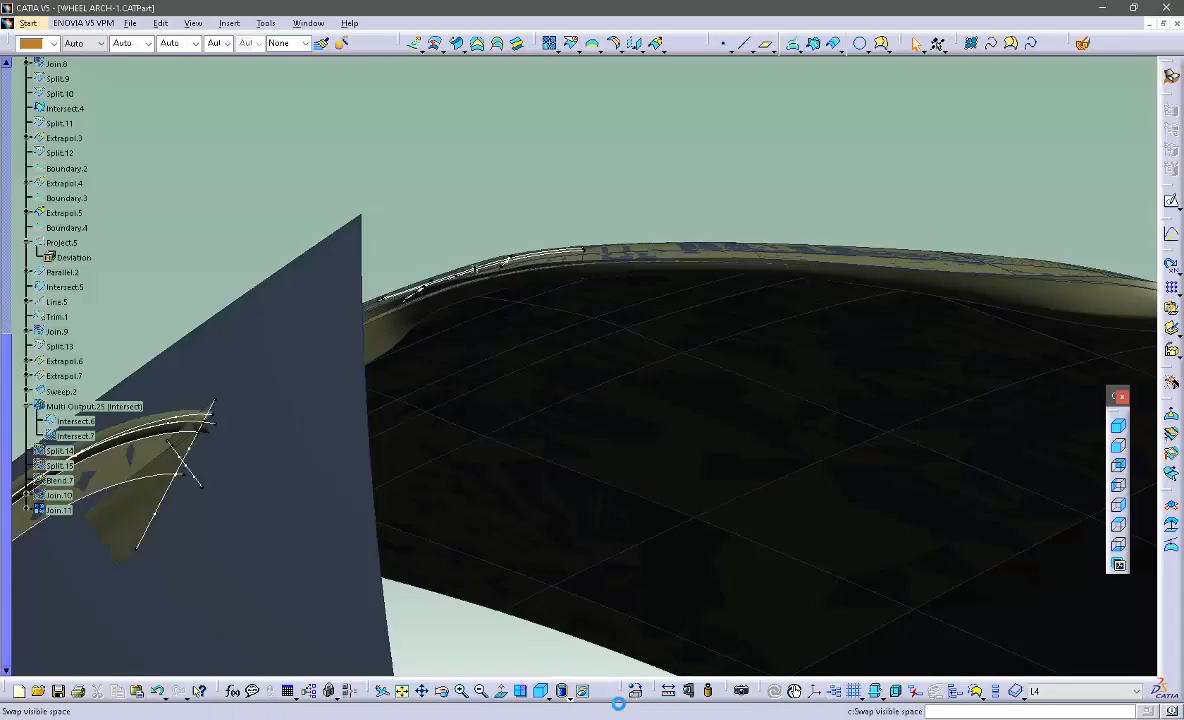 CATIA V5 - [WHEEL ARCH-1.CATPart]
Start ENOVIA V5 VPM File Edit View Insert Tools Window Help
Auto Auto Auto Aut Aut None
Join.8
Split.9
Split.10
Intersect.4
Split.11
Extrapol.3
Split.12
Boundary.2
Extrapol.4
Boundary.3
Extrapol.5
Boundary.4
Project.5
Deviation
Parallel.2
Intersect.5
Line.5
Trim.1
Join.9
Split.13
Extrapol.6
Extrapol.7
Sweep.2
Multi Output.25 (Intersect)
Intersect.6
Intersect.7
Split.14
Split.15
Blend.7
Join.10
Join.11
L4
Swap visible space
c:Swap visible space